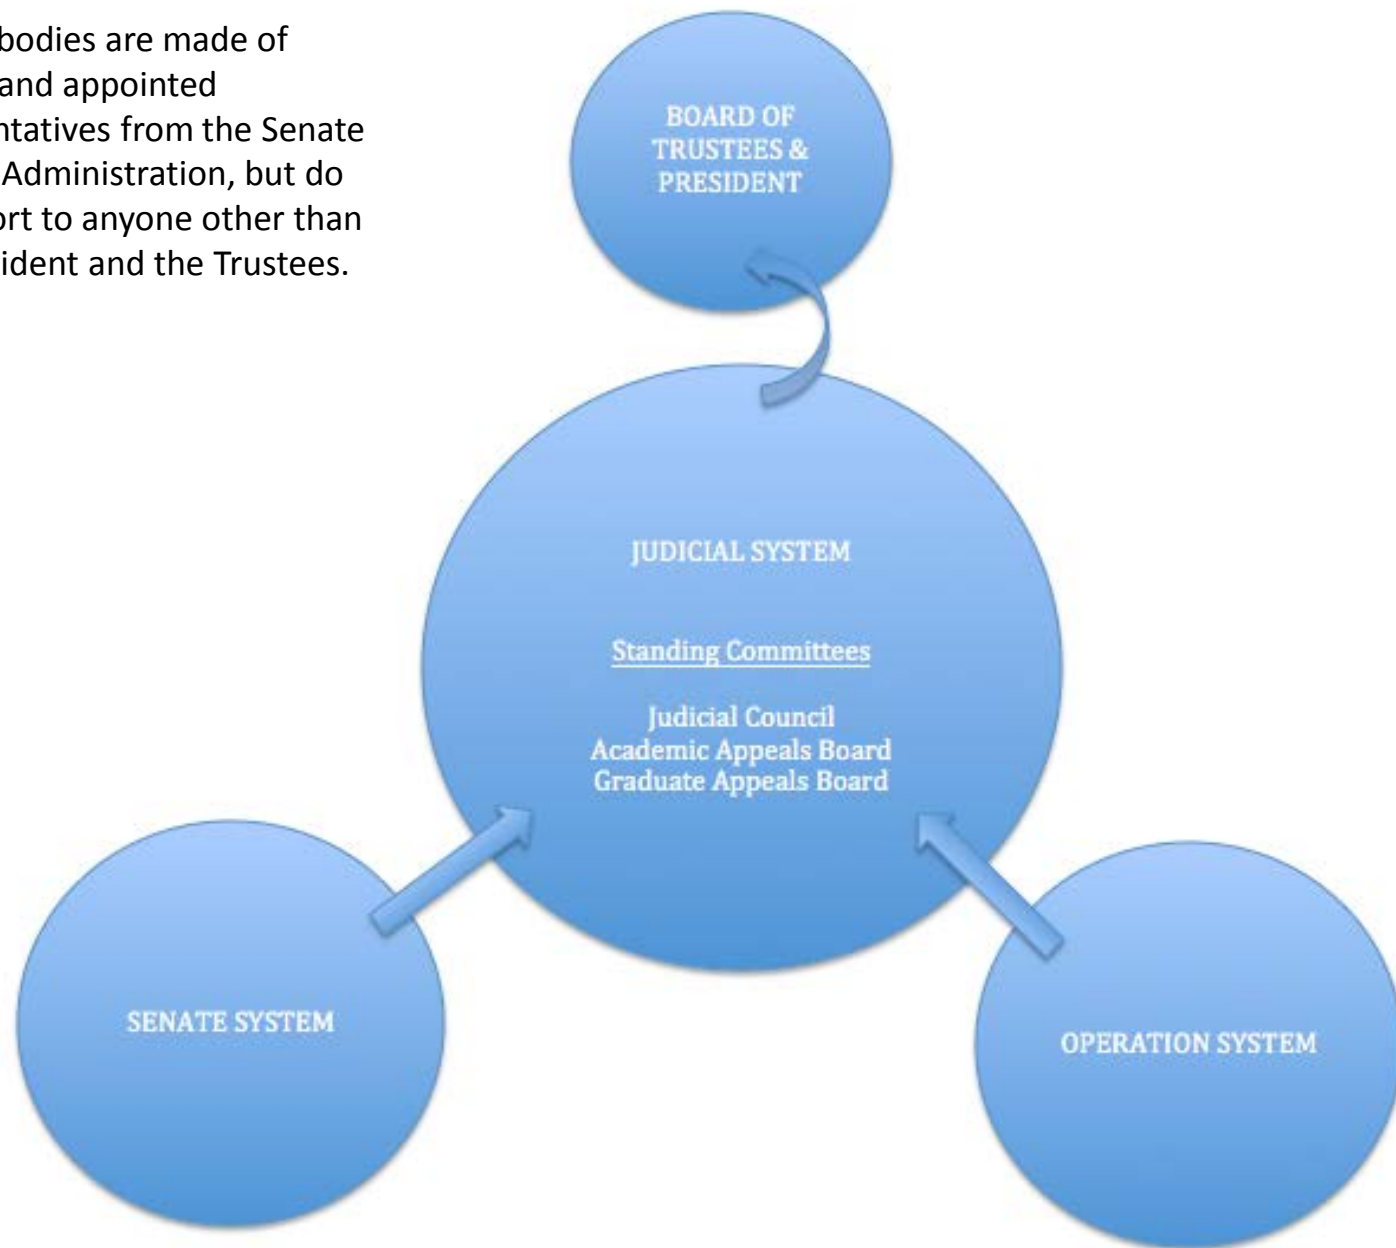 bodies are made of
and appointed
ntatives from the Senate
Administration, but do
ort to anyone other than
ident and the Trustees.
BOARD OF
TRUSTEES &
PRESIDENT
JUDICIAL SYSTEM
Standing Committees
Judicial Council
Academic Appeals Board
Graduate Appeals Board
SENATE SYSTEM
OPERATION SYSTEM